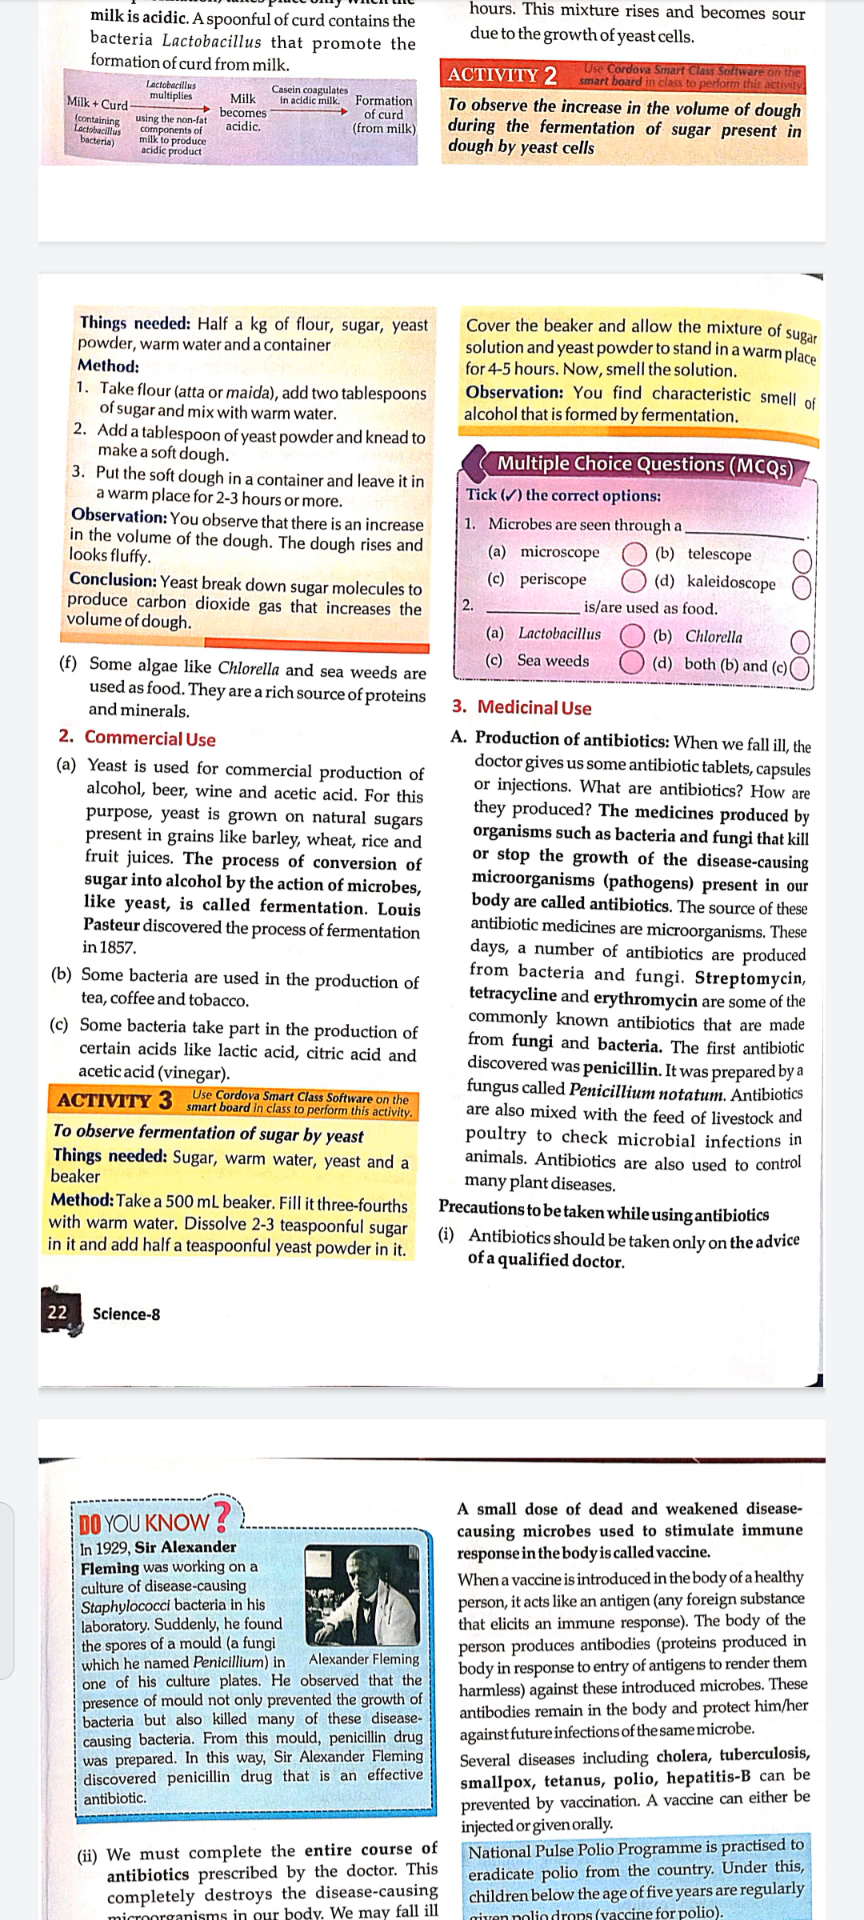 milk is acidic. A spoonful of curd contains the
bacteria Lactobacillus that promote the
formation of curd from milk.
Milk + Curd
(containing
Lactobacillus
bacteria)
Lactobacillus
multiplies
using the non-fat
components of
milk to produce
acidic product
Milk
becomes
acidic.
Casein coagulates
in acidic milk.
Formation
of curd
(from milk)
hours. This mixture rises and becomes sour
due to the growth of yeast cells.
ACTIVITY 2
Use Cordova Smart Class Software on the
smart board in class to perform this activity.
To observe the increase in the volume of dough
during the fermentation of sugar present in
dough by yeast cells
Things needed: Half a kg of flour, sugar, yeast
powder, warm water and a container
Method:
1. Take flour (atta or maida), add two tablespoons
of sugar and mix with warm water.
2. Add a tablespoon of yeast powder and knead to
make a soft dough.
3. Put the soft dough in a container and leave it in
a warm place for 2-3 hours or more.
Observation: You observe that there is an increase
in the volume of the dough. The dough rises and
looks fluffy.
Conclusion: Yeast break down sugar molecules to
produce carbon dioxide gas that increases the
volume of dough.
(f) Some algae like Chlorella and sea weeds are
used as food. They are a rich source of proteins
and minerals.
2. Commercial Use
(a) Yeast is used for commercial production of
alcohol, beer, wine and acetic acid. For this
purpose, yeast is grown on natural sugars
present in grains like barley, wheat, rice and
fruit juices. The process of conversion of
sugar into alcohol by the action of microbes,
like yeast, is called fermentation. Louis
Pasteur discovered the process of fermentation
in 1857.
(b) Some bacteria are used in the production of
tea, coffee and tobacco.
(c) Some bacteria take part in the production of
certain acids like lactic acid, citric acid and
acetic acid (vinegar).
ACTIVITY 3
Use Cordova Smart Class Software on the
smart board in class to perform this activity.
To observe fermentation of sugar by yeast
Things needed: Sugar, warm water, yeast and a
beaker
Method: Take a 500 mL beaker. Fill it three-fourths
with warm water. Dissolve 2-3 teaspoonful sugar
in it and add half a teaspoonful yeast powder in it.
22 Science-8
Cover the beaker and allow the mixture of sugar
solution and yeast powder to stand in a warm place
for 4-5 hours. Now, smell the solution.
Observation: You find characteristic smell of
alcohol that is formed by fermentation.
Multiple Choice Questions (MCQs)
Tick (✓) the correct options:
1. Microbes are seen through a ____________.
(a) microscope (b) telescope
(c) periscope (d) kaleidoscope
2. ____________ is/are used as food.
(a) Lactobacillus (b) Chlorella
(c) Sea weeds (d) both (b) and (c)
3. Medicinal Use
A. Production of antibiotics: When we fall ill, the
doctor gives us some antibiotic tablets, capsules
or injections. What are antibiotics? How are
they produced? The medicines produced by
organisms such as bacteria and fungi that kill
or stop the growth of the disease-causing
microorganisms (pathogens) present in our
body are called antibiotics. The source of these
antibiotic medicines are microorganisms. These
days, a number of antibiotics are produced
from bacteria and fungi. Streptomycin,
tetracycline and erythromycin are some of the
commonly known antibiotics that are made
from fungi and bacteria. The first antibiotic
discovered was penicillin. It was prepared by a
fungus called Penicillium notatum. Antibiotics
are also mixed with the feed of livestock and
poultry to check microbial infections in
animals. Antibiotics are also used to control
many plant diseases.
Precautions to be taken while using antibiotics
(i) Antibiotics should be taken only on the advice
of a qualified doctor.
DO YOU KNOW ?
In 1929, Sir Alexander
Fleming was working on a
culture of disease-causing
Staphylococci bacteria in his
laboratory. Suddenly, he found
the spores of a mould (a fungi
which he named Penicillium) in
Alexander Fleming
one of his culture plates. He observed that the
presence of mould not only prevented the growth of
bacteria but also killed many of these disease-
causing bacteria. From this mould, penicillin drug
was prepared. In this way, Sir Alexander Fleming
discovered penicillin drug that is an effective
antibiotic.
(ii) We must complete the entire course of
antibiotics prescribed by the doctor. This
completely destroys the disease-causing
microorganisms in our body. We may fall ill
A small dose of dead and weakened disease-
causing microbes used to stimulate immune
response in the body is called vaccine.
When a vaccine is introduced in the body of a healthy
person, it acts like an antigen (any foreign substance
that elicits an immune response). The body of the
person produces antibodies (proteins produced in
body in response to entry of antigens to render them
harmless) against these introduced microbes. These
antibodies remain in the body and protect him/her
against future infections of the same microbe.
Several diseases including cholera, tuberculosis,
smallpox, tetanus, polio, hepatitis-B can be
prevented by vaccination. A vaccine can either be
injected or given orally.
National Pulse Polio Programme is practised to
eradicate polio from the country. Under this,
children below the age of five years are regularly
given polio drops (vaccine for polio).